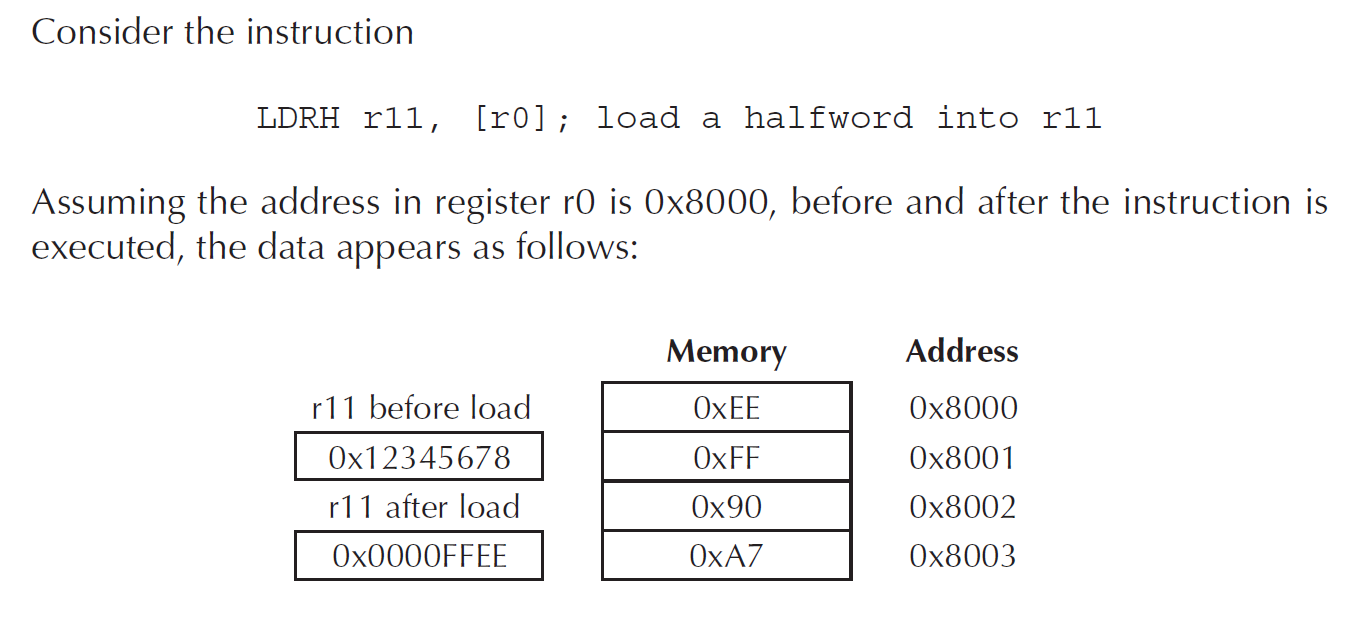 Consider the instruction
LDRH r11, [r0]; load a halfword into r11
Assuming the address in register r0 is 0x8000, before and after the instruction is
executed, the data appears as follows:
Memory Address
r11 before load 0xEE 0x8000
0x12345678 0xFF 0x8001
r11 after load 0x90 0x8002
0x0000FFEE 0xA7 0x8003